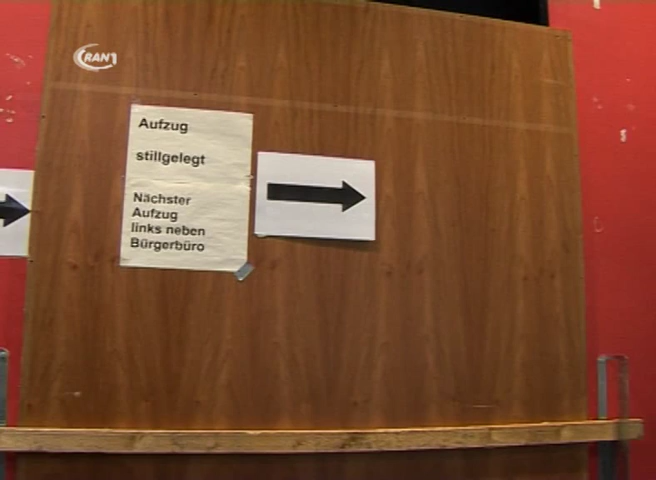 RAN1
Aufzug
stillgelegt
Nächster
Aufzug
links neben
Bürgerbüro